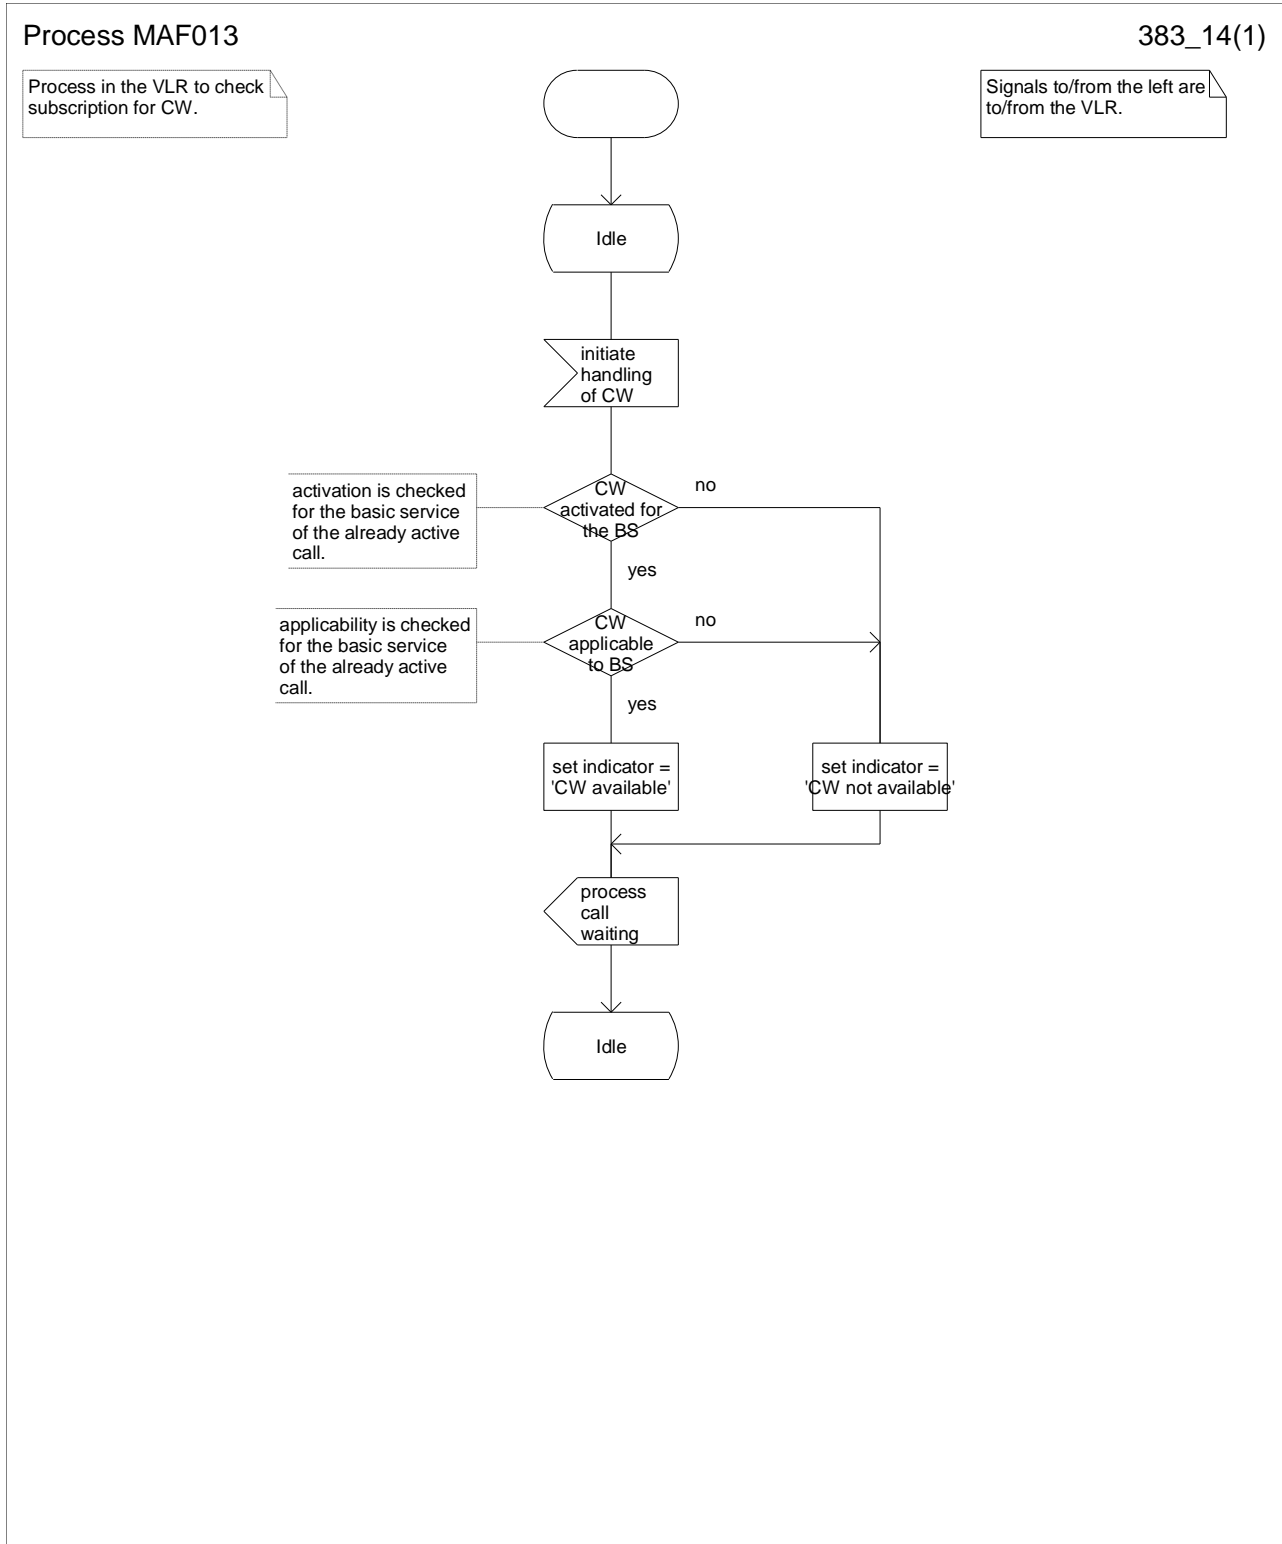 Process MAF013
383_14(1)
Process in the VLR to check
subscription for CW.
Signals to/from the left are
to/from the VLR.
Idle
initiate
handling
of CW
activation is checked
for the basic service
of the already active
call.
CW
activated for
the BS
no
yes
applicability is checked
for the basic service
of the already active
call.
CW
applicable
to BS
no
yes
set indicator =
'CW available'
set indicator =
'CW not available'
process
call
waiting
Idle